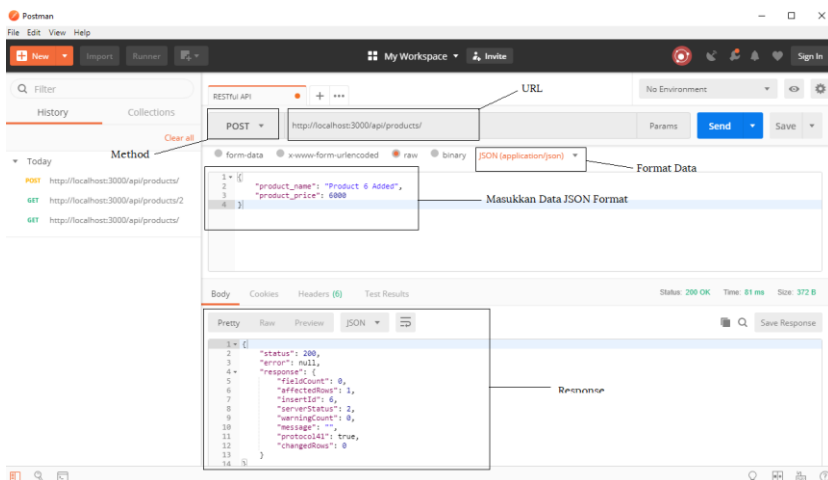 Postman
File Edit View Help
New Import Runner My Workspace Invite Sign In
Filter
History Collections
Clear all
Today
POST http://localhost:3000/api/products/
GET http://localhost:3000/api/products/2
GET http://localhost:3000/api/products/
RESTful API
URL
No Environment
POST http://localhost:3000/api/products/ Params Send Save
Method
form-data x-www-form-urlencoded raw binary JSON (application/json)
Format Data
1 {
2 "product_name": "Product 6 Added",
3 "product_price": 6000
4 }
Masukkan Data JSON Format
Body Cookies Headers (6) Test Results Status: 200 OK Time: 61 ms Size: 372 B
Pretty Raw Preview JSON Save Response
1 {
2 "status": 200,
3 "error": null,
4 "response": {
5 "fieldCount": 0,
6 "affectedRows": 1,
7 "insertId": 6,
8 "serverStatus": 2,
9 "warningCount": 0,
10 "message": "",
11 "protocol41": true,
12 "changedRows": 0
13 }
14 }
Response